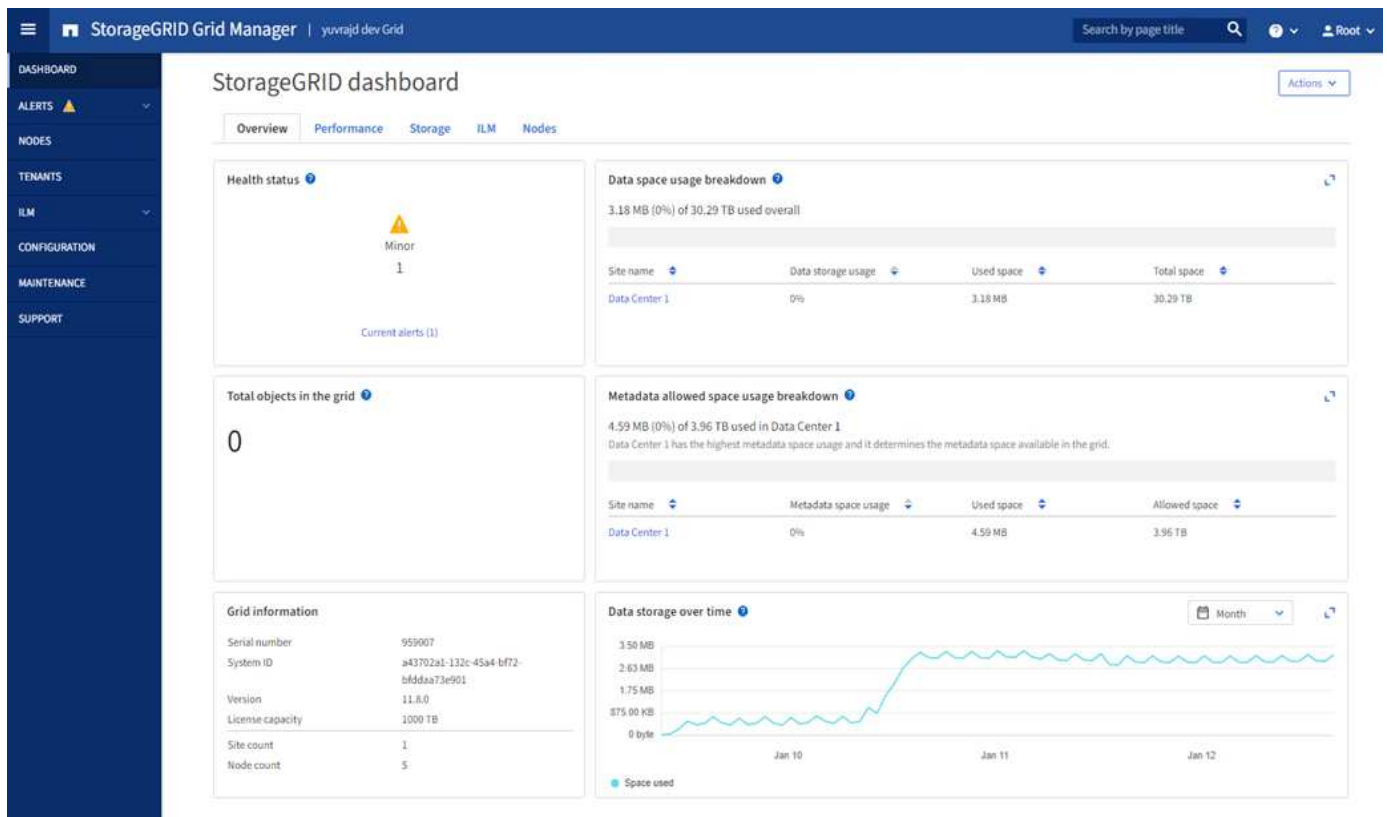 StorageGRID Grid Manager | yuvrajd dev Grid
Search by page title
Root
DASHBOARD
ALERTS
NODES
TENANTS
ILM
CONFIGURATION
MAINTENANCE
SUPPORT
StorageGRID dashboard
Actions
Overview Performance Storage ILM Nodes
Health status
Minor
1
Current alerts (1)
Data space usage breakdown
3.18 MB (0%) of 30.29 TB used overall
Site name Data storage usage Used space Total space
Data Center 1 0% 3.18 MB 30.29 TB
Total objects in the grid
0
Metadata allowed space usage breakdown
4.59 MB (0%) of 3.96 TB used in Data Center 1
Data Center 1 has the highest metadata space usage and it determines the metadata space available in the grid.
Site name Metadata space usage Used space Allowed space
Data Center 1 0% 4.59 MB 3.96 TB
Grid information
Serial number 959007
System ID a43702a1-132c-45a4-bf72-
bfddaa73e901
Version 11.8.0
License capacity 1000 TB
Site count 1
Node count 5
Data storage over time
Month
3.50 MB
2.63 MB
1.75 MB
875.00 KB
0 byte
Jan 10 Jan 11 Jan 12
Space used